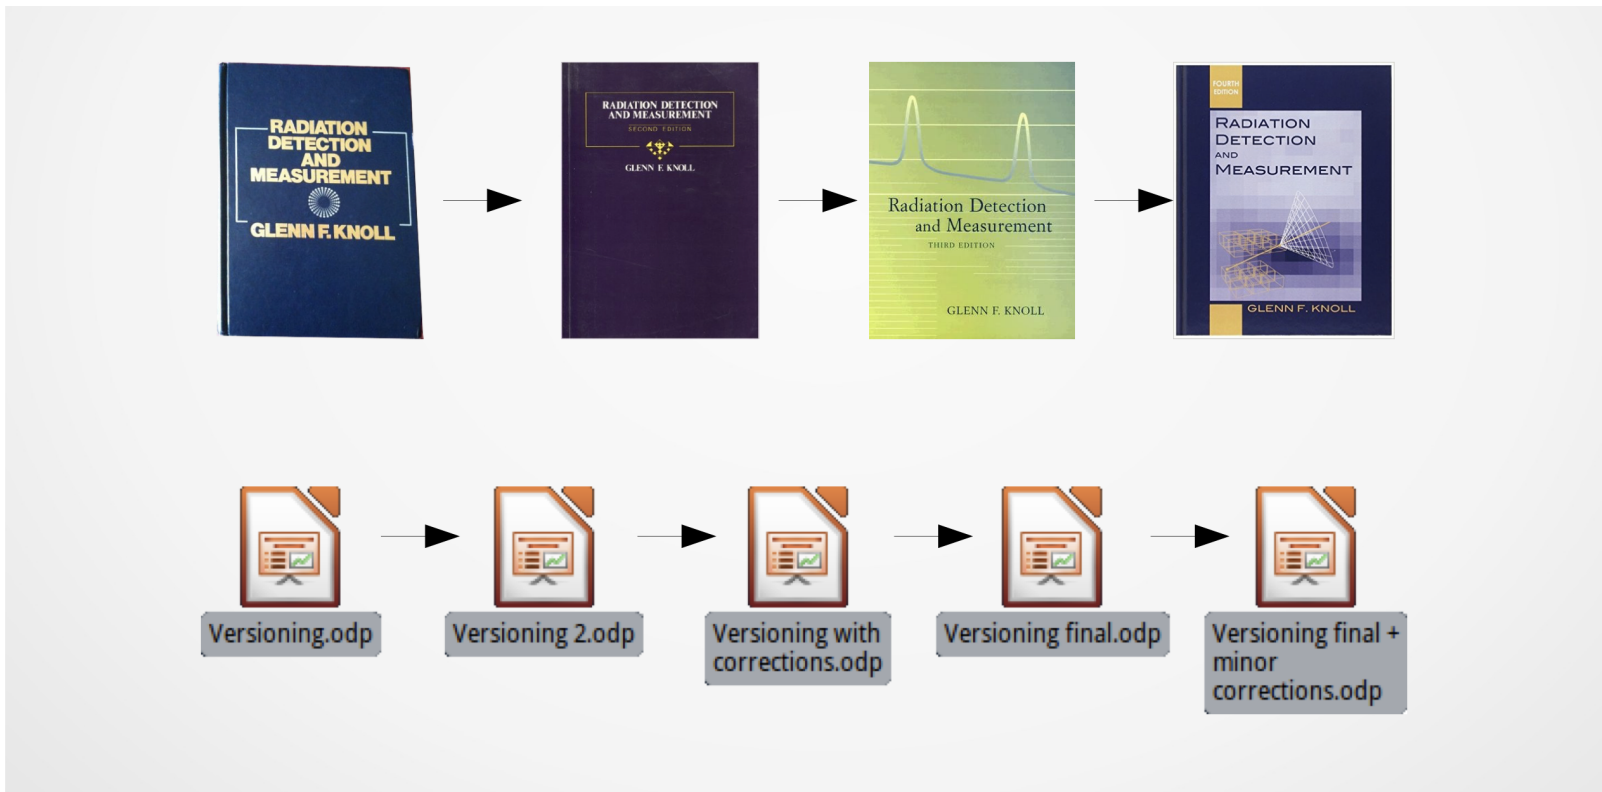 RADIATION
DETECTION
AND
MEASUREMENT
GLENN F. KNOLL
RADIATION DETECTION
AND MEASUREMENT
SECOND EDITION
GLENN F. KNOLL
Radiation Detection
and Measurement
THIRD EDITION
GLENN F. KNOLL
FOURTH
EDITION
RADIATION
DETECTION
AND
MEASUREMENT
GLENN F. KNOLL
Versioning.odp
Versioning 2.odp
Versioning with
corrections.odp
Versioning final.odp
Versioning final +
minor
corrections.odp